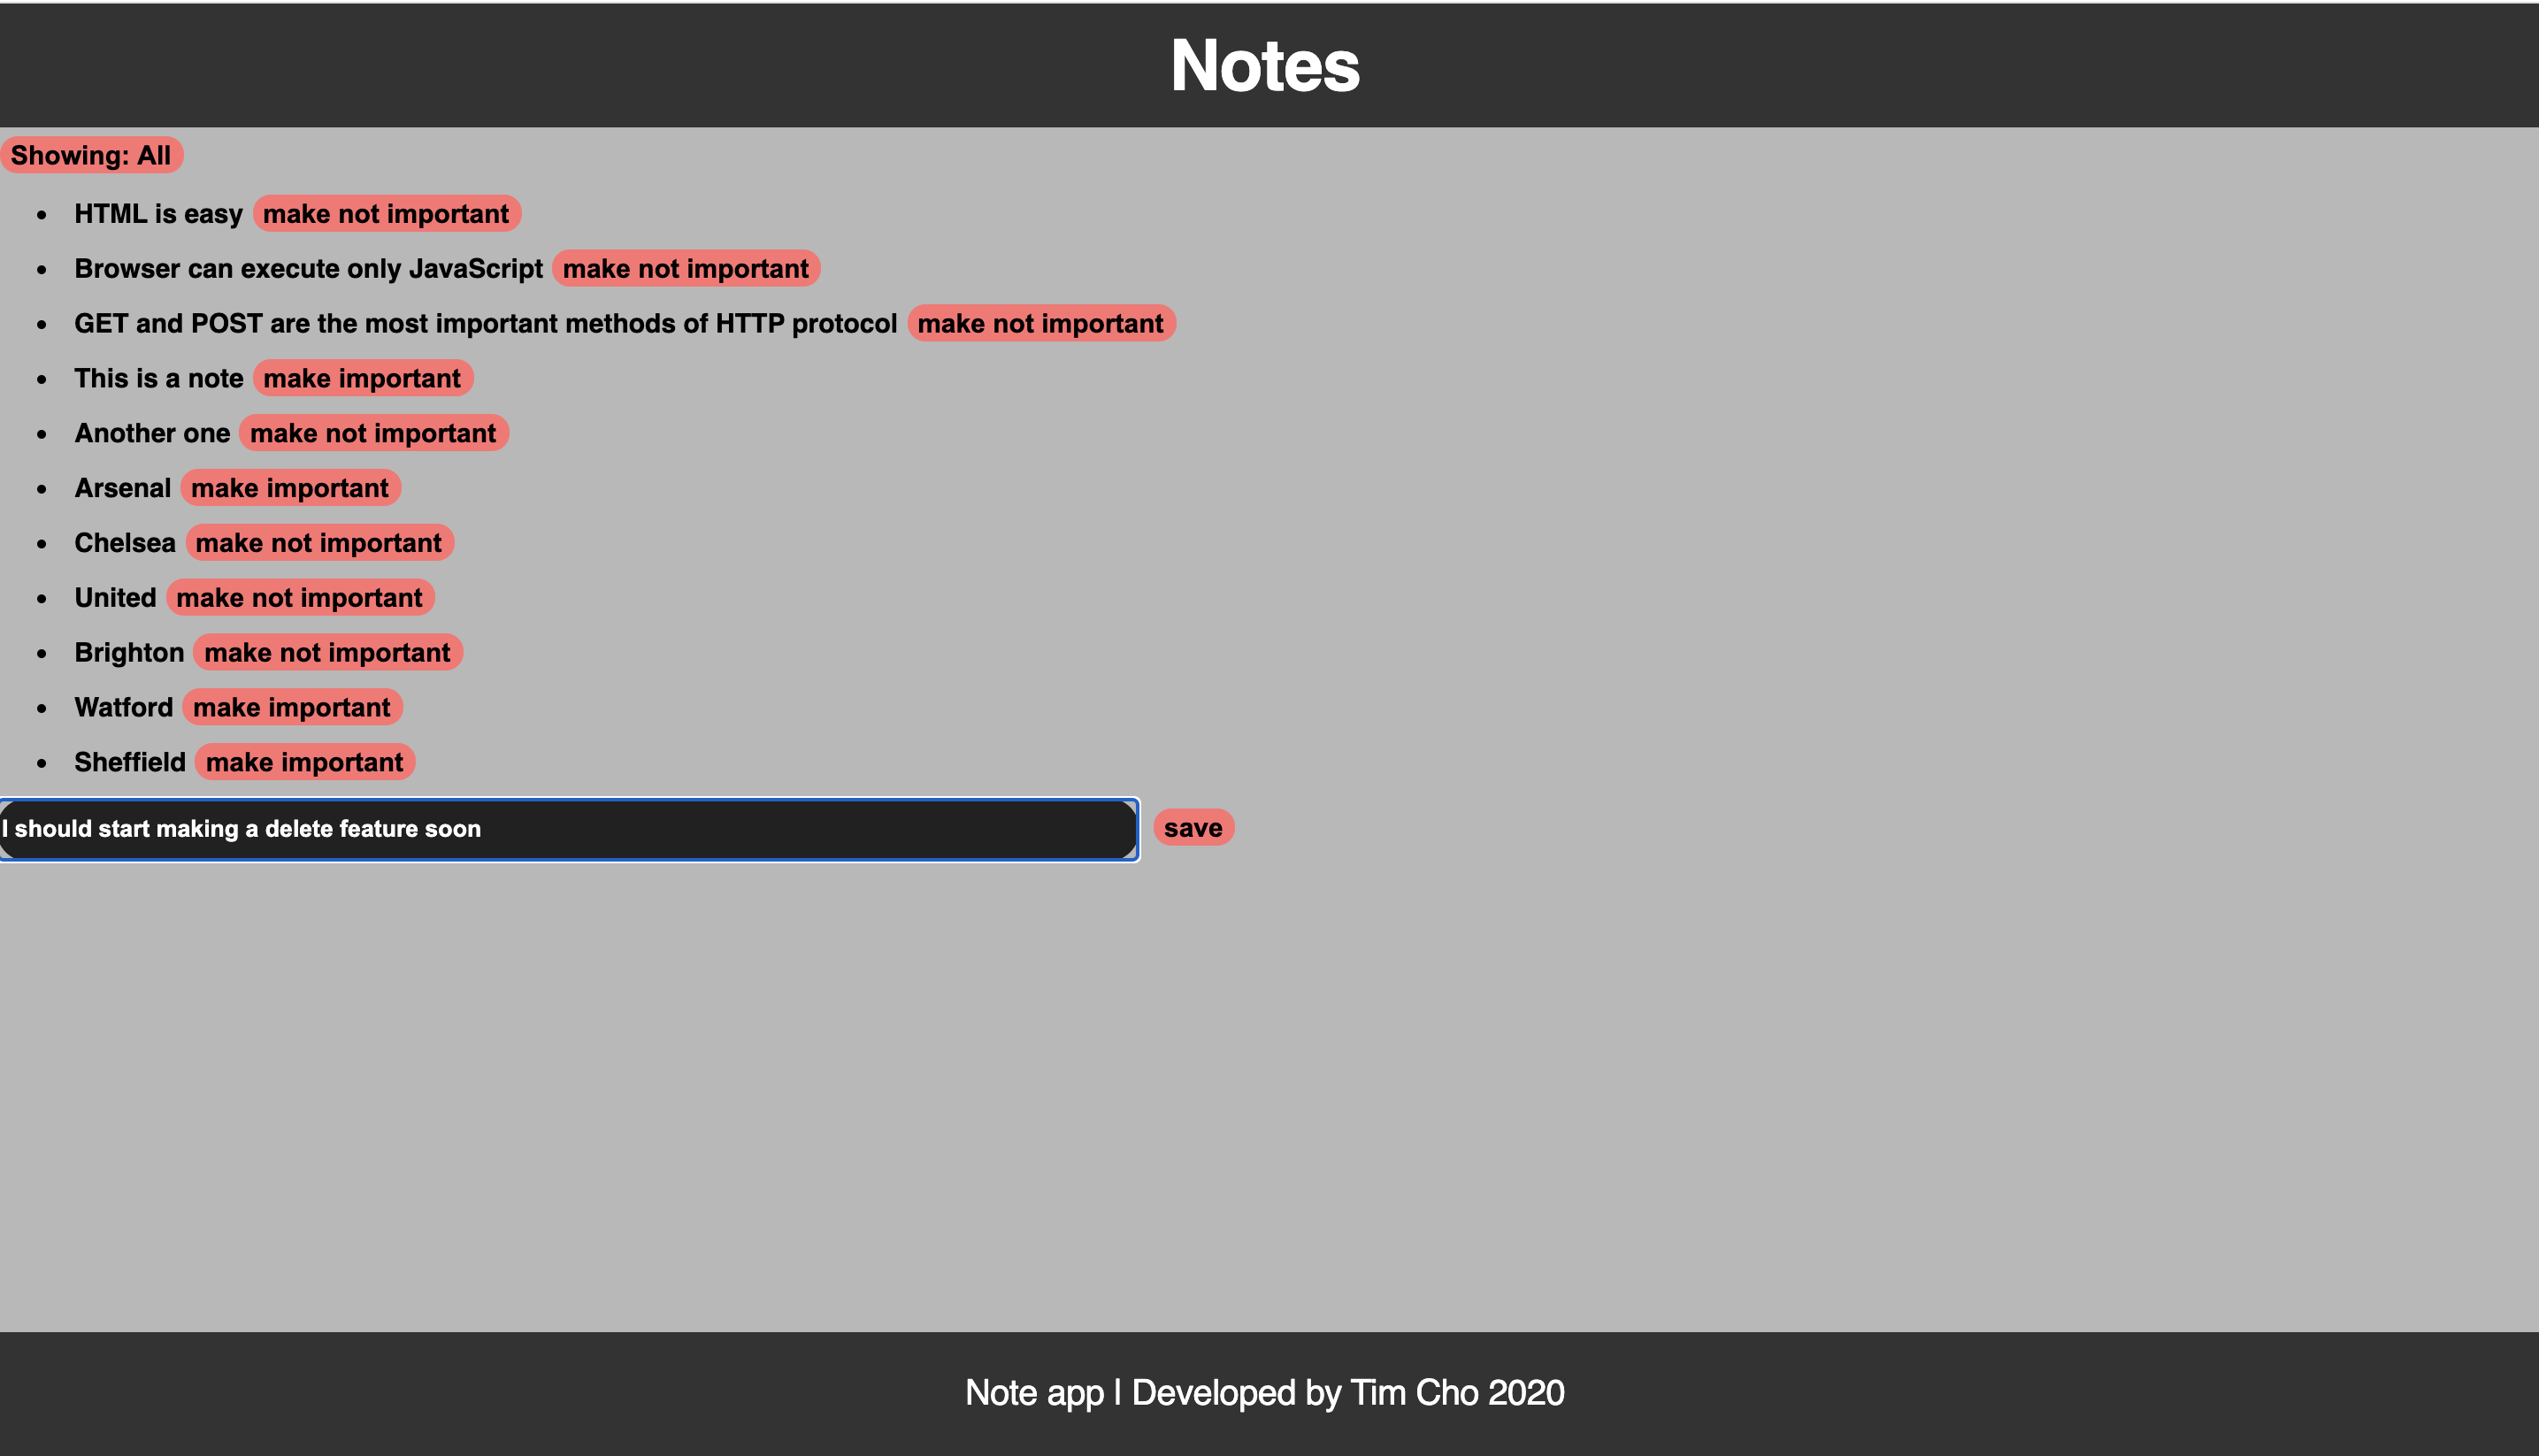 Notes
Showing: All
HTML is easy make not important
Browser can execute only JavaScript make not important
GET and POST are the most important methods of HTTP protocol make not important
This is a note make important
Another one make not important
Arsenal make important
Chelsea make not important
United make not important
Brighton make not important
Watford make important
Sheffield make important
I should start making a delete feature soon save
Note app | Developed by Tim Cho 2020